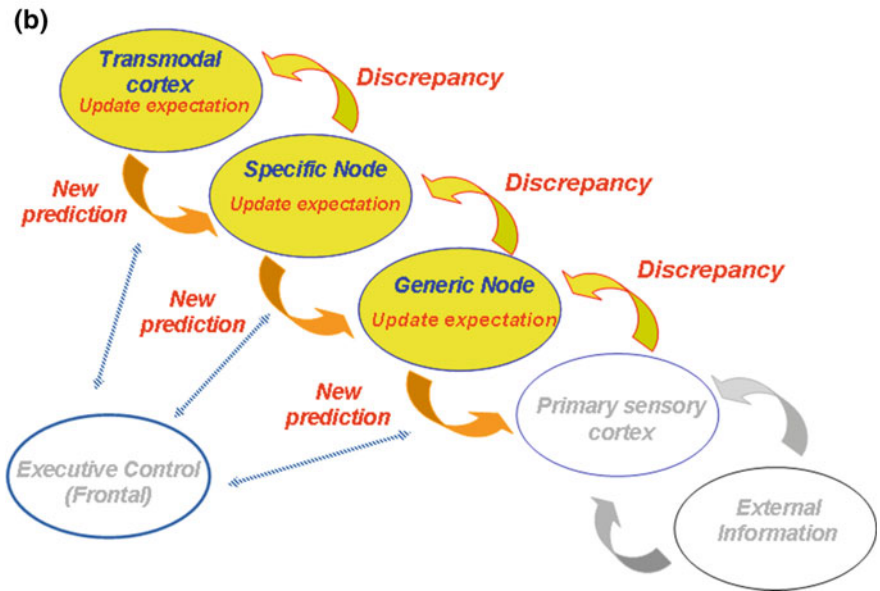 (b)
Transmodal
cortex
Update expectation
Discrepancy
New
prediction
Specific Node
Update expectation
Discrepancy
New
prediction
Generic Node
Update expectation
Discrepancy
New
prediction
Primary sensory
cortex
Executive Control
(Frontal)
External
Information